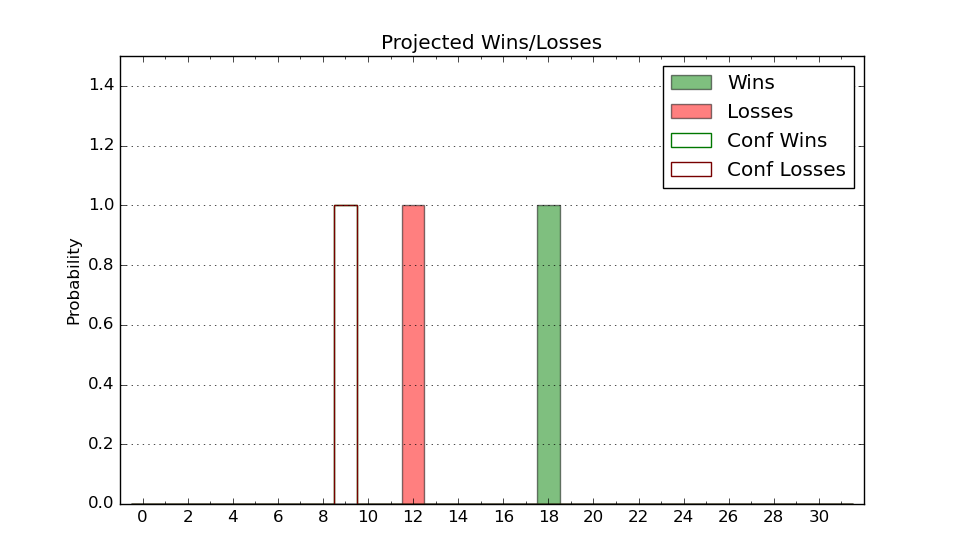 Projected Wins/Losses
1.4
1.2
1.0
0.8
0.6
0.4
0.2
0.0
Probability
Wins
Losses
Conf Wins
Conf Losses
0 2 4 6 8 10 12 14 16 18 20 22 24 26 28 30